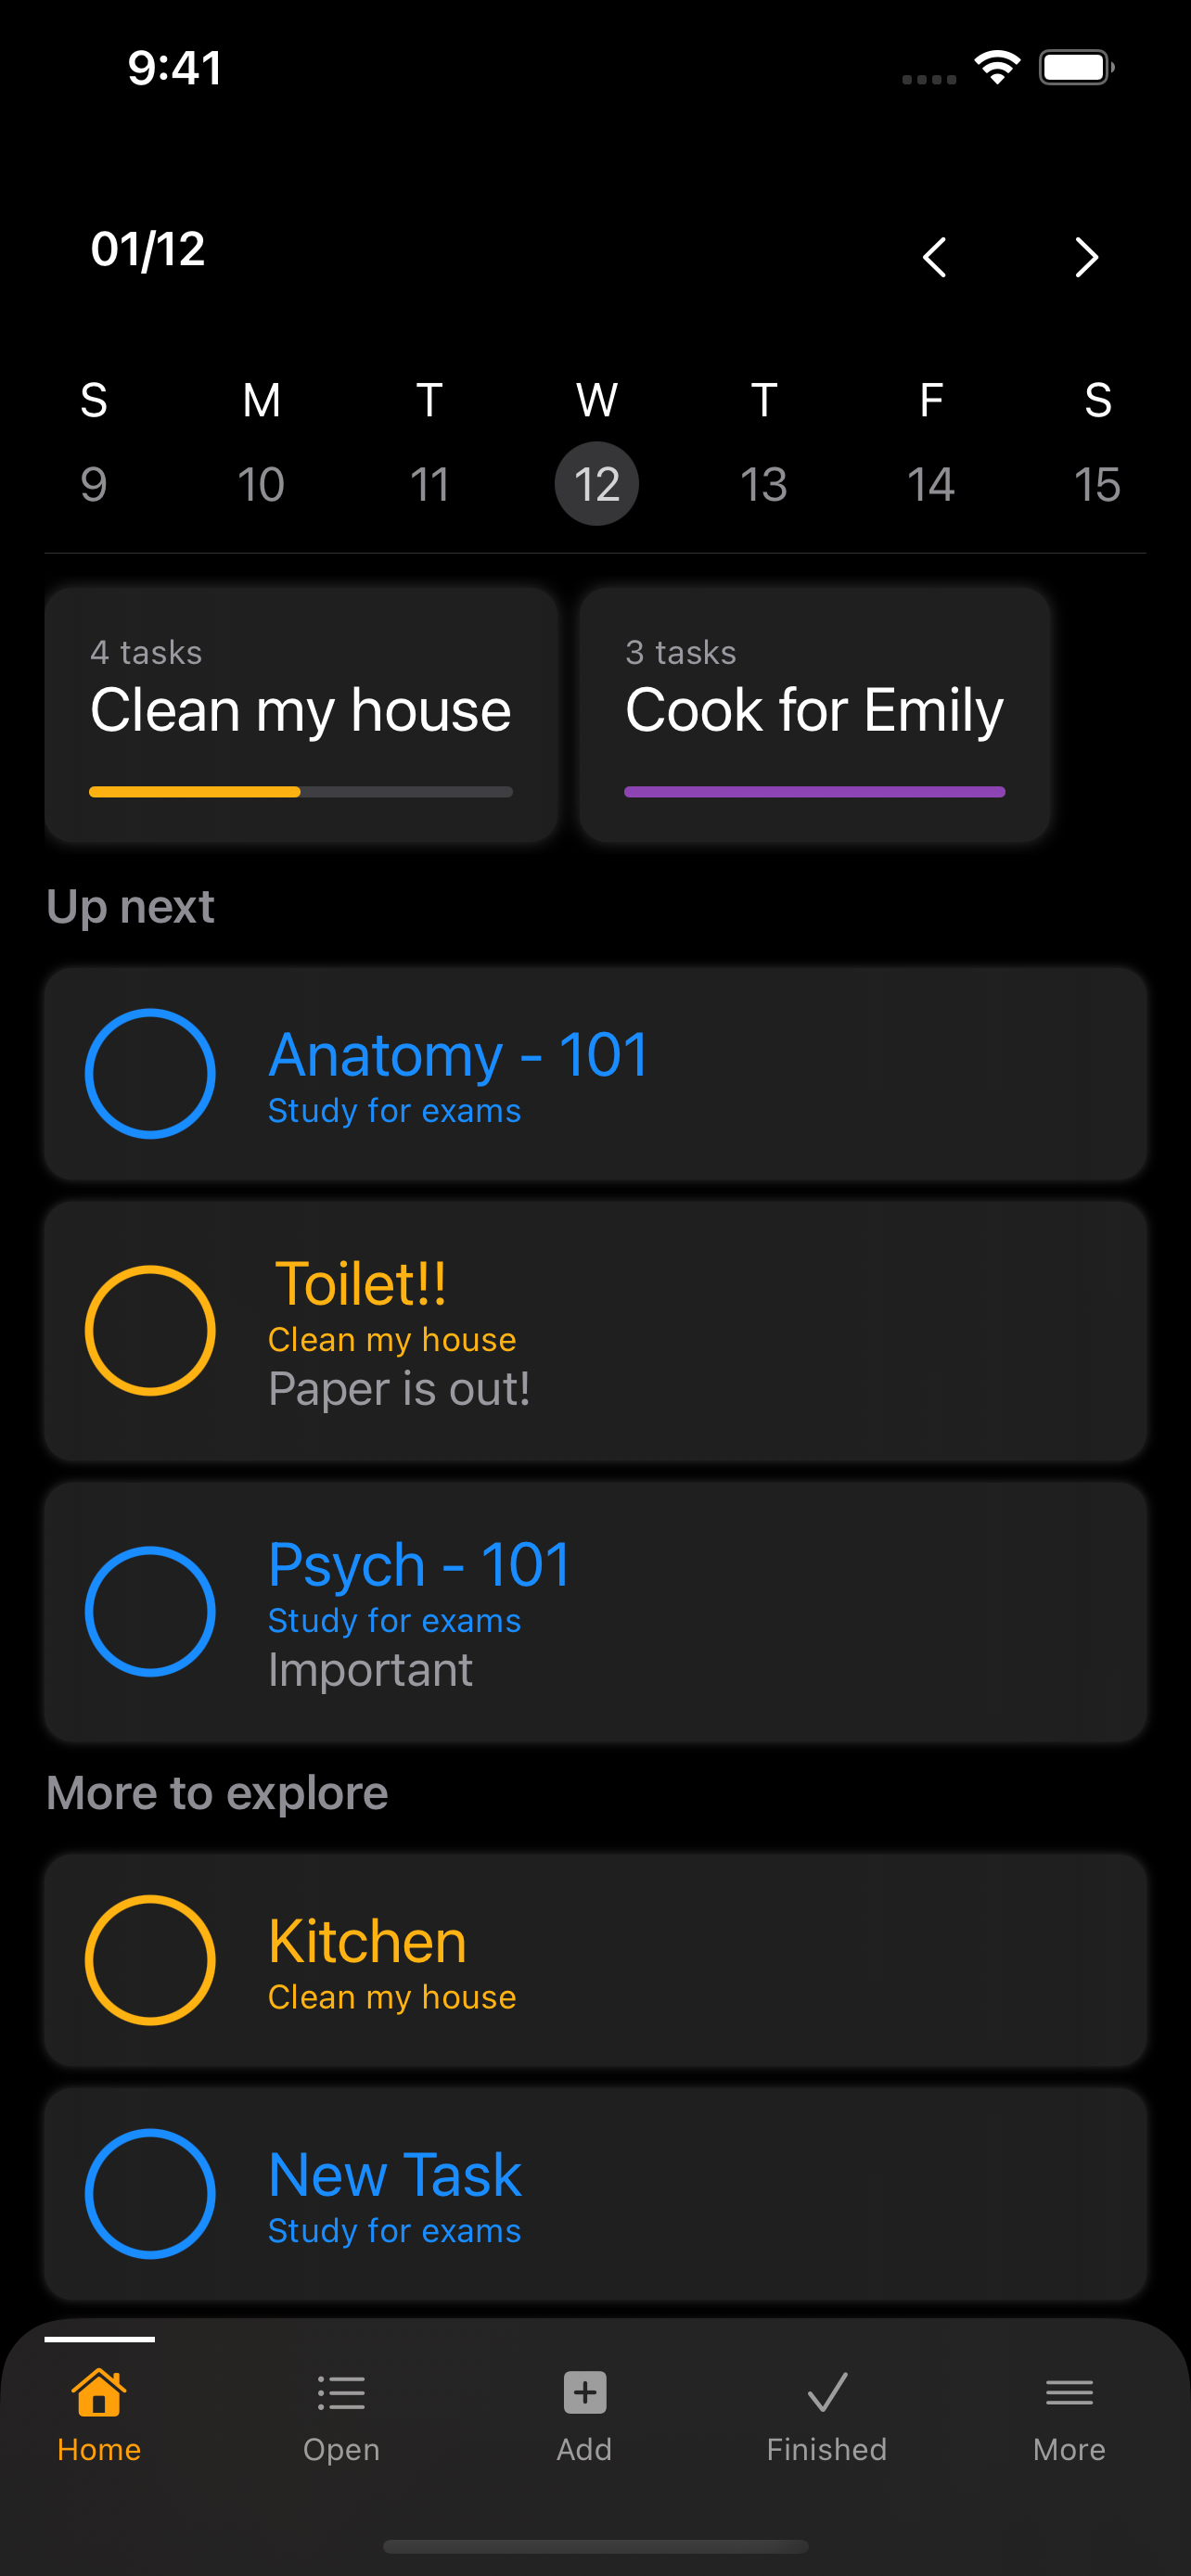 9:41
01/12
S M T W T F S
9 10 11 12 13 14 15
4 tasks
Clean my house
3 tasks
Cook for Emily
Up next
Anatomy - 101
Study for exams
Toilet!!
Clean my house
Paper is out!
Psych - 101
Study for exams
Important
More to explore
Kitchen
Clean my house
New Task
Study for exams
Home Open Add Finished More